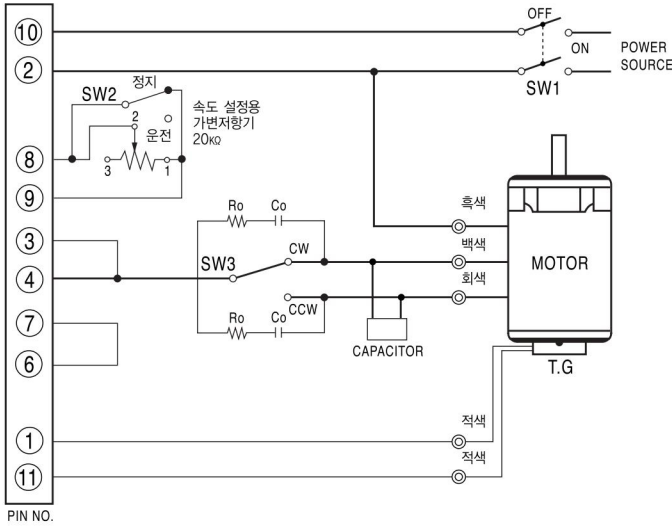 OFF
⑩
ON
POWER
SOURCE
②
SW1
정지
SW2
속도 설정용
가변저항기
20KΩ
2
운전
⑧
3
1
⑨
흑색
Ro
Co
③
백색
CW
SW3
MOTOR
④
회색
CCW
⑦
Ro
Co
CAPACITOR
⑥
T.G
적색
①
적색
⑪
PIN NO.